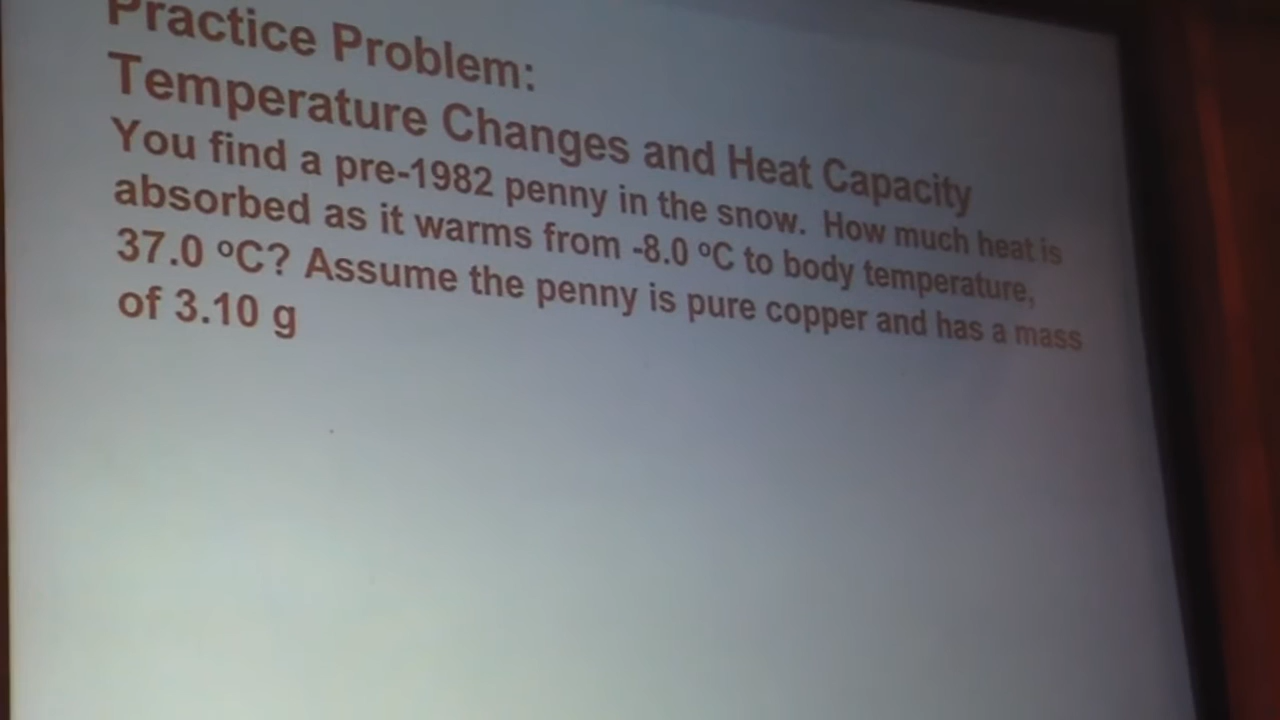 Practice Problem:
Temperature Changes and Heat Capacity
You find a pre-1982 penny in the snow. How much heat is
absorbed as it warms from -8.0 ºC to body temperature,
37.0 ºC? Assume the penny is pure copper and has a mass
of 3.10 g